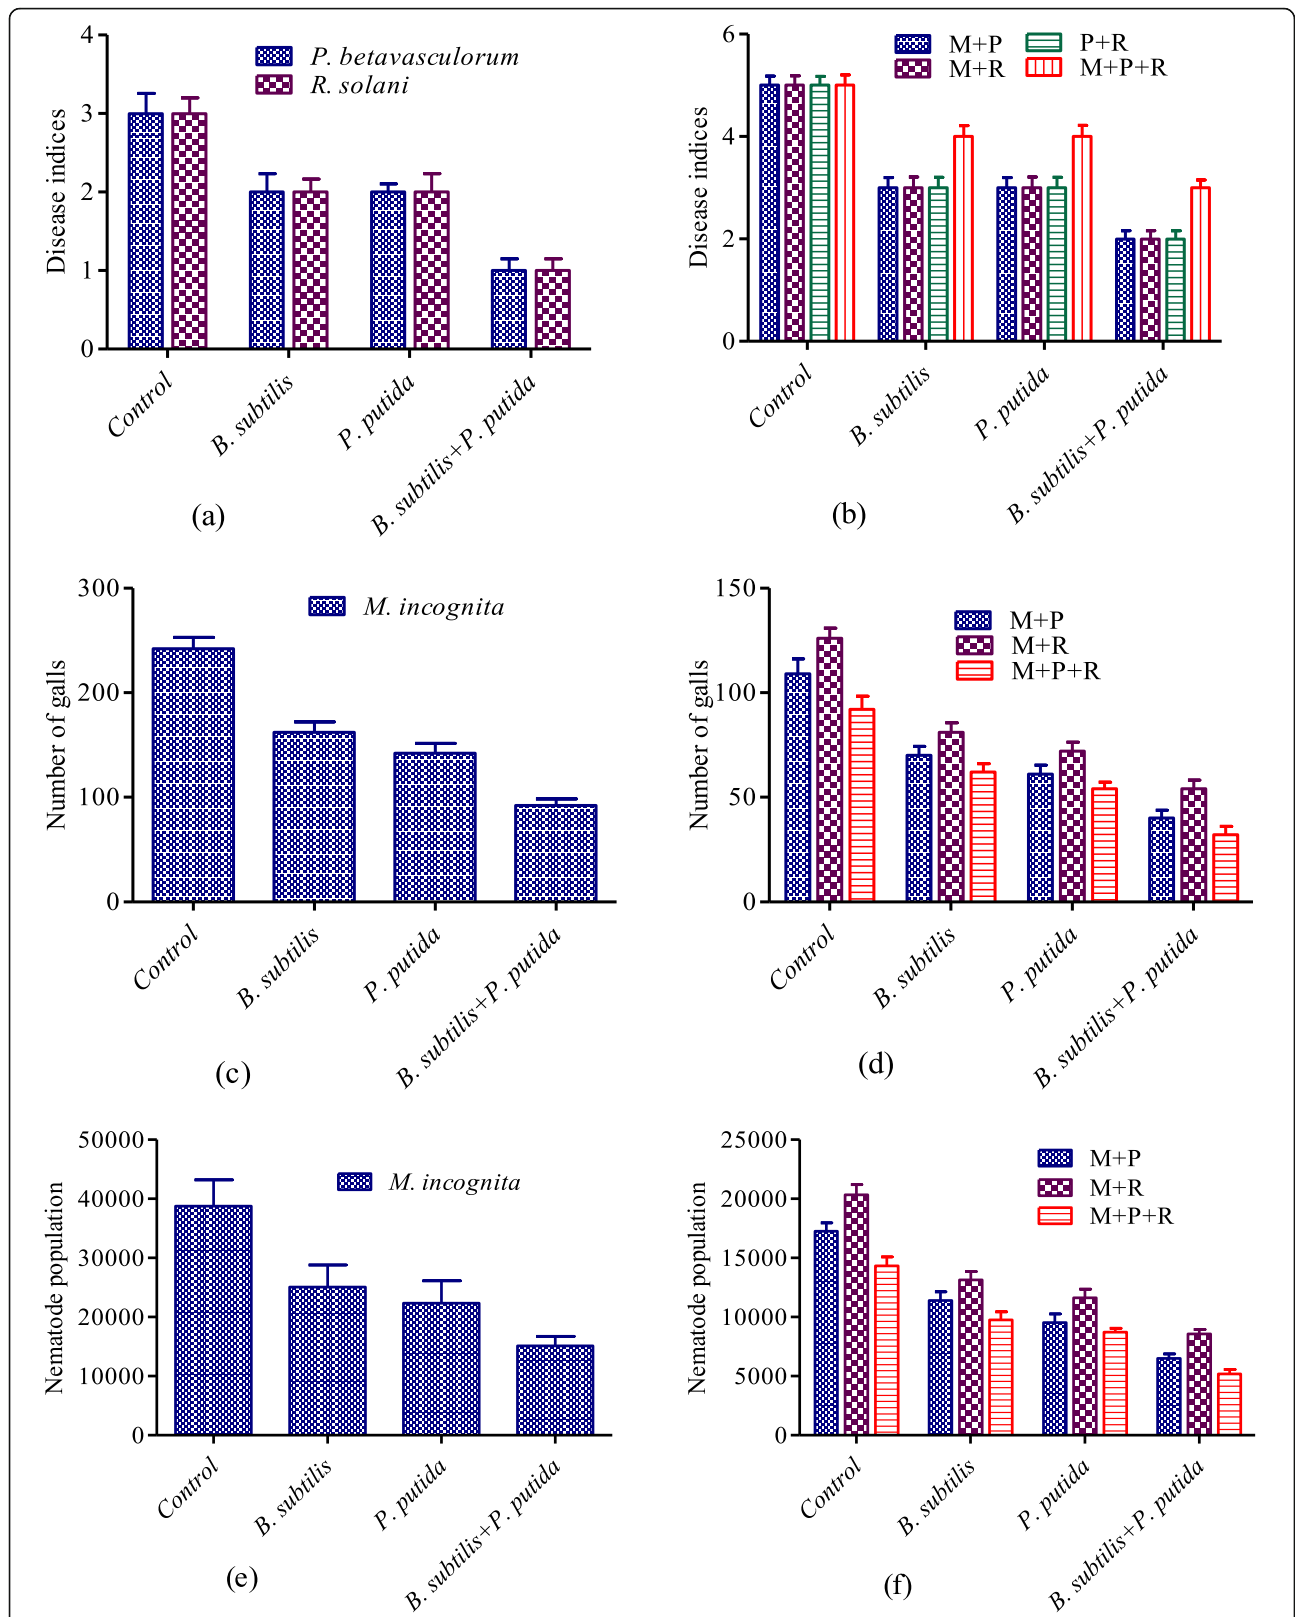 4
3
2
1
0
Disease indices
P. betavasculorum
R. solani
Control
B. subtilis
P. putida
B. subtilis+P. putida
(a)
6
4
2
0
Disease indices
M+P
P+R
M+R
M+P+R
Control
B. subtilis
P. putida
B. subtilis+P. putida
(b)
300
200
100
0
Number of galls
M. incognita
Control
B. subtilis
P. putida
B. subtilis+P. putida
(c)
150
100
50
0
Number of galls
M+P
M+R
M+P+R
Control
B. subtilis
P. putida
B. subtilis+P. putida
(d)
50000
40000
30000
20000
10000
0
Nematode population
M. incognita
Control
B. subtilis
P. putida
B. subtilis+P. putida
(e)
25000
20000
15000
10000
5000
0
Nematode population
M+P
M+R
M+P+R
Control
B. subtilis
P. putida
B. subtilis+P. putida
(f)